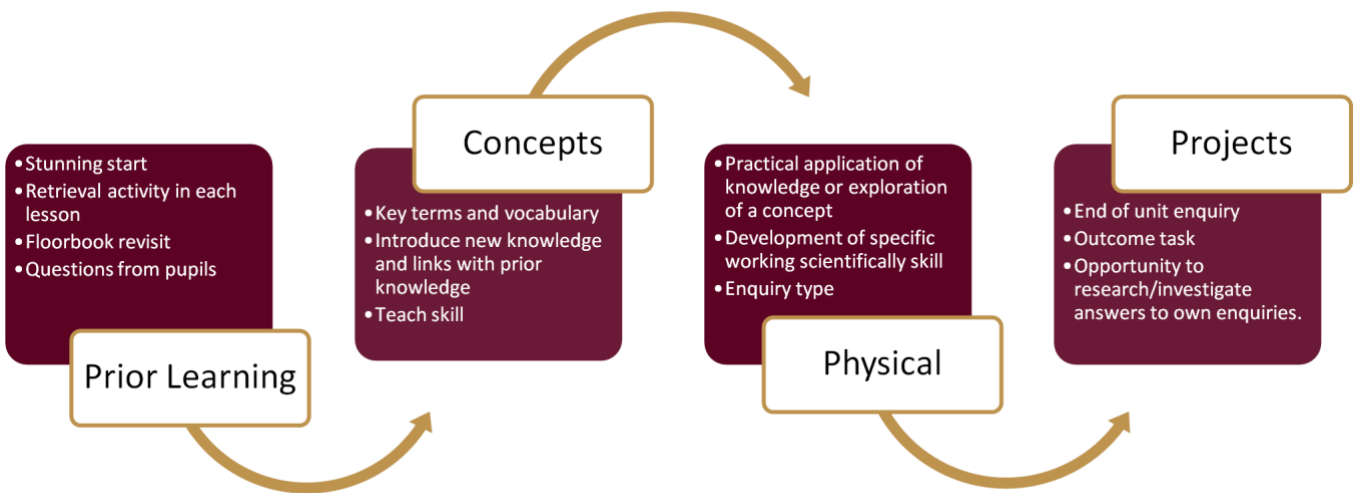 • Stunning start
• Retrieval activity in each
lesson
• Floorbook revisit
• Questions from pupils
Prior Learning
Concepts
• Key terms and vocabulary
• Introduce new knowledge
and links with prior
knowledge
• Teach skill
• Practical application of
knowledge or exploration
of a concept
• Development of specific
working scientifically skill
• Enquiry type
Physical
Projects
• End of unit enquiry
• Outcome task
• Opportunity to
research/investigate
answers to own enquiries.